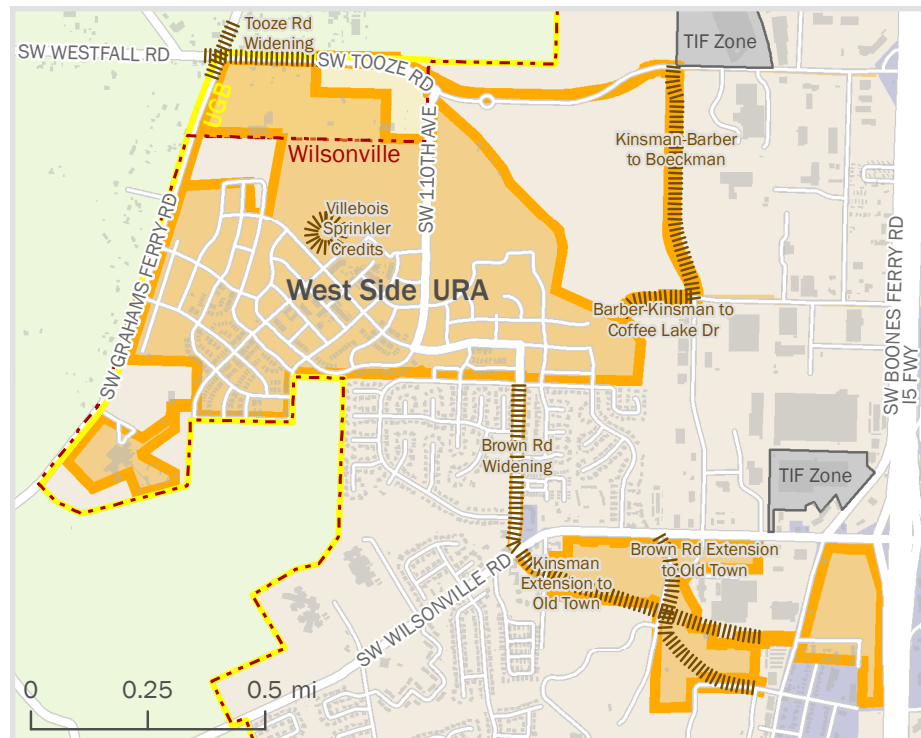 Tooze Rd
Widening
SW WESTFALL RD
SW TOOZE RD
TIF Zone
UGB
Wilsonville
SW 110TH AVE
Kinsman-Barber
to Boeckman
Villebois
Sprinkler
Credits
SW GRAHAMS FERRY RD
West Side URA
Barber-Kinsman to
Coffee Lake Dr
SW BOONES FERRY RD
I5 FWY
Brown Rd
Widening
TIF Zone
Kinsman
Extension to
Old Town
Brown Rd Extension
to Old Town
SW WILSONVILLE RD
0 0.25 0.5 mi